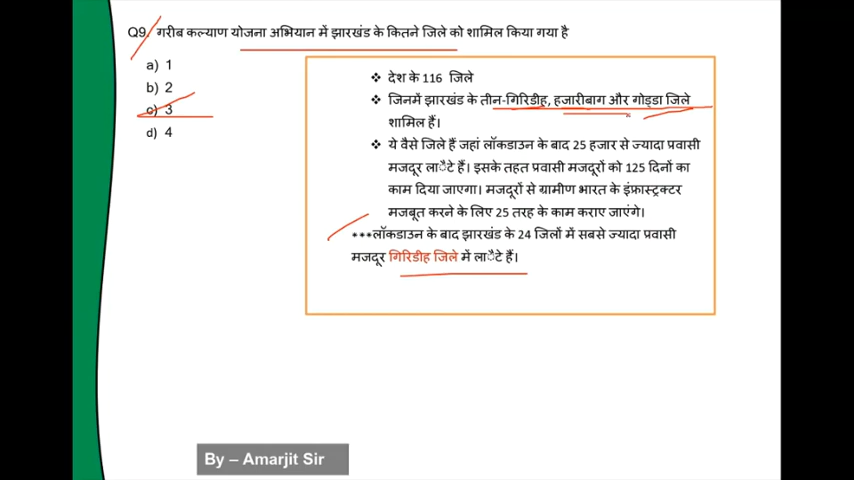 Q9. गरीब कल्याण योजना अभियान में झारखंड के कितने जिले को शामिल किया गया है
a) 1
b) 2
c) 3
d) 4
❖ देश के 116 जिले
❖ जिनमें झारखंड के तीन-गिरिडीह, हजारीबाग और गोड्डा जिले
शामिल हैं।
❖ ये वैसे जिले हैं जहां लॉकडाउन के बाद 25 हजार से ज्यादा प्रवासी
मजदूर लाैटे हैं। इसके तहत प्रवासी मजदूरों को 125 दिनों का
काम दिया जाएगा। मजदूरों से ग्रामीण भारत के इंफ्रास्ट्रक्टर
मजबूत करने के लिए 25 तरह के काम कराए जाएंगे।
***लॉकडाउन के बाद झारखंड के 24 जिलों में सबसे ज्यादा प्रवासी
मजदूर गिरिडीह जिले में लाैटे हैं।
By – Amarjit Sir